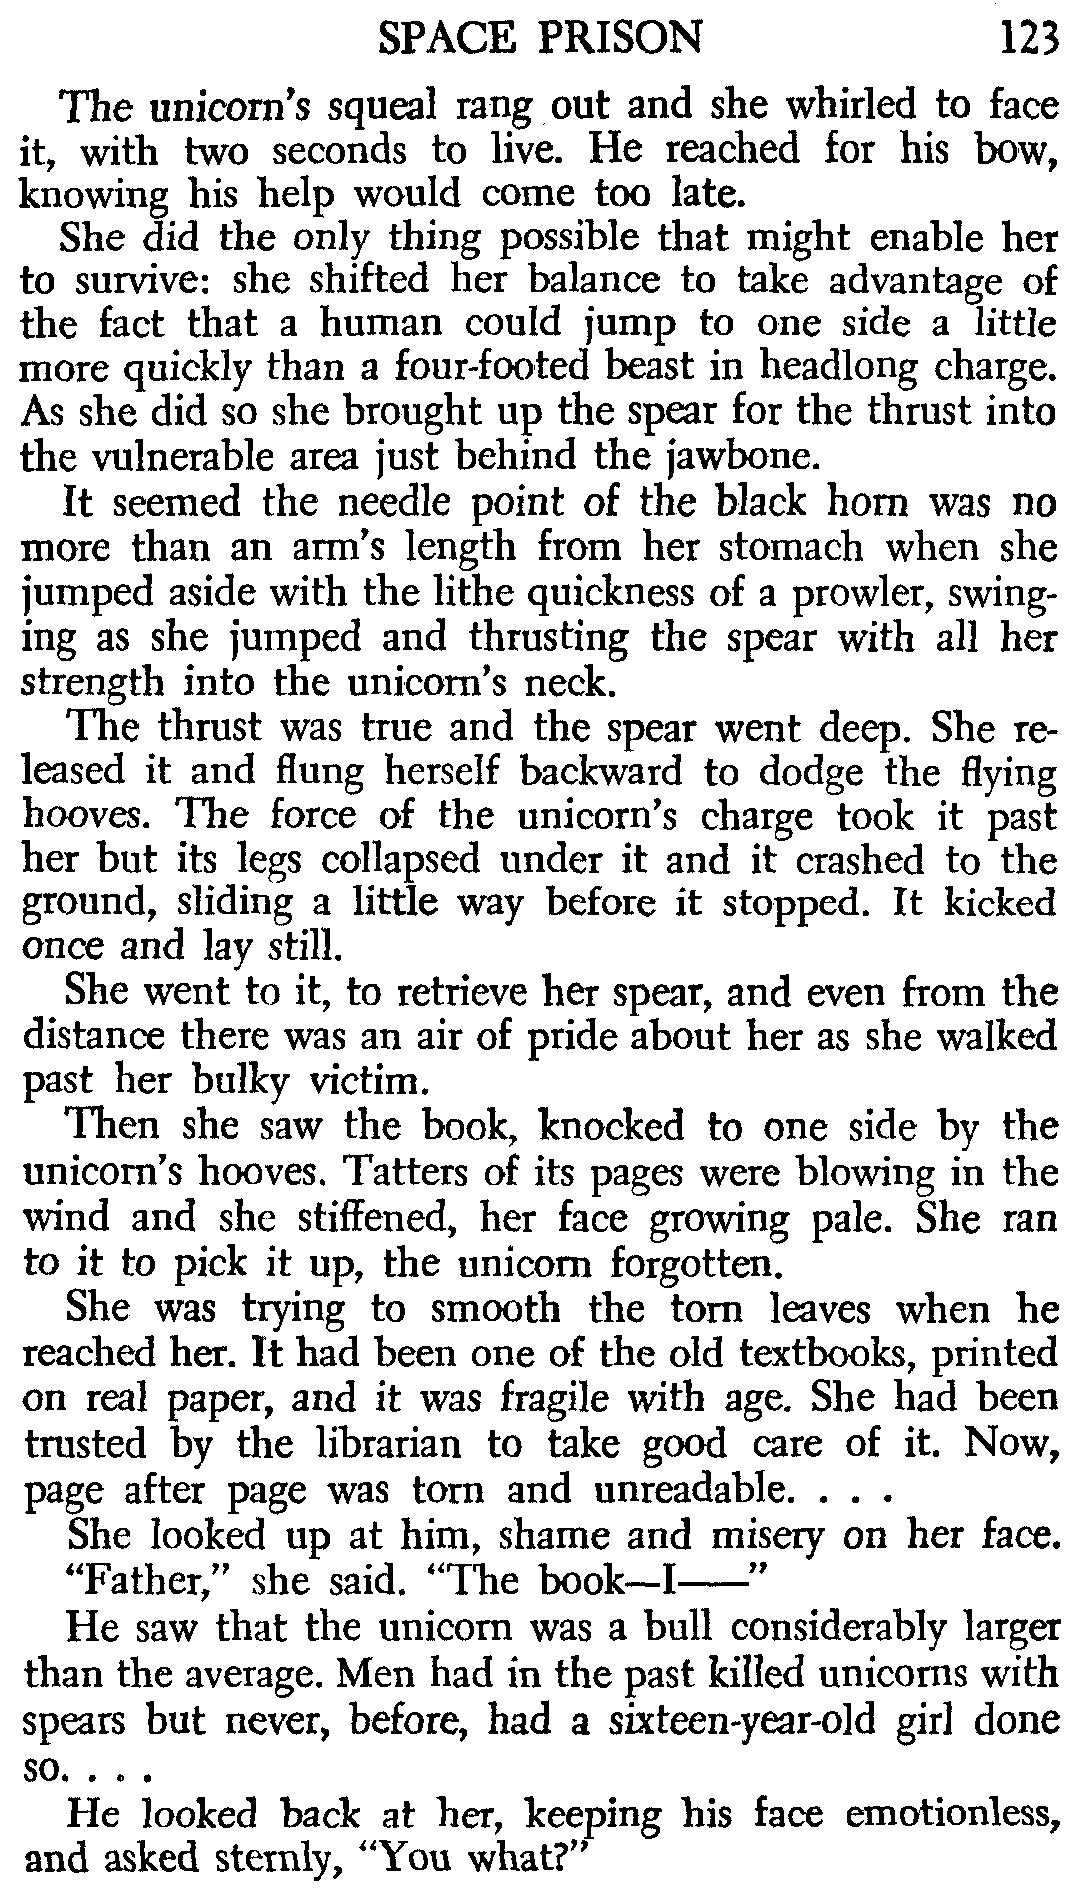 SPACE PRISON 123
The unicorn's squeal rang out and she whirled to face
it, with two seconds to live. He reached for his bow,
knowing his help would come too late.
She did the only thing possible that might enable her
to survive: she shifted her balance to take advantage of
the fact that a human could jump to one side a little
more quickly than a four-footed beast in headlong charge.
As she did so she brought up the spear for the thrust into
the vulnerable area just behind the jawbone.
It seemed the needle point of the black horn was no
more than an arm's length from her stomach when she
jumped aside with the lithe quickness of a prowler, swing-
ing as she jumped and thrusting the spear with all her
strength into the unicorn's neck.
The thrust was true and the spear went deep. She re-
leased it and flung herself backward to dodge the flying
hooves. The force of the unicorn's charge took it past
her but its legs collapsed under it and it crashed to the
ground, sliding a little way before it stopped. It kicked
once and lay still.
She went to it, to retrieve her spear, and even from the
distance there was an air of pride about her as she walked
past her bulky victim.
Then she saw the book, knocked to one side by the
unicorn's hooves. Tatters of its pages were blowing in the
wind and she stiffened, her face growing pale. She ran
to it to pick it up, the unicorn forgotten.
She was trying to smooth the torn leaves when he
reached her. It had been one of the old textbooks, printed
on real paper, and it was fragile with age. She had been
trusted by the librarian to take good care of it. Now,
page after page was torn and unreadable. . . .
She looked up at him, shame and misery on her face.
"Father," she said. "The book—I——"
He saw that the unicorn was a bull considerably larger
than the average. Men had in the past killed unicorns with
spears but never, before, had a sixteen-year-old girl done
so. . . .
He looked back at her, keeping his face emotionless,
and asked sternly, "You what?"